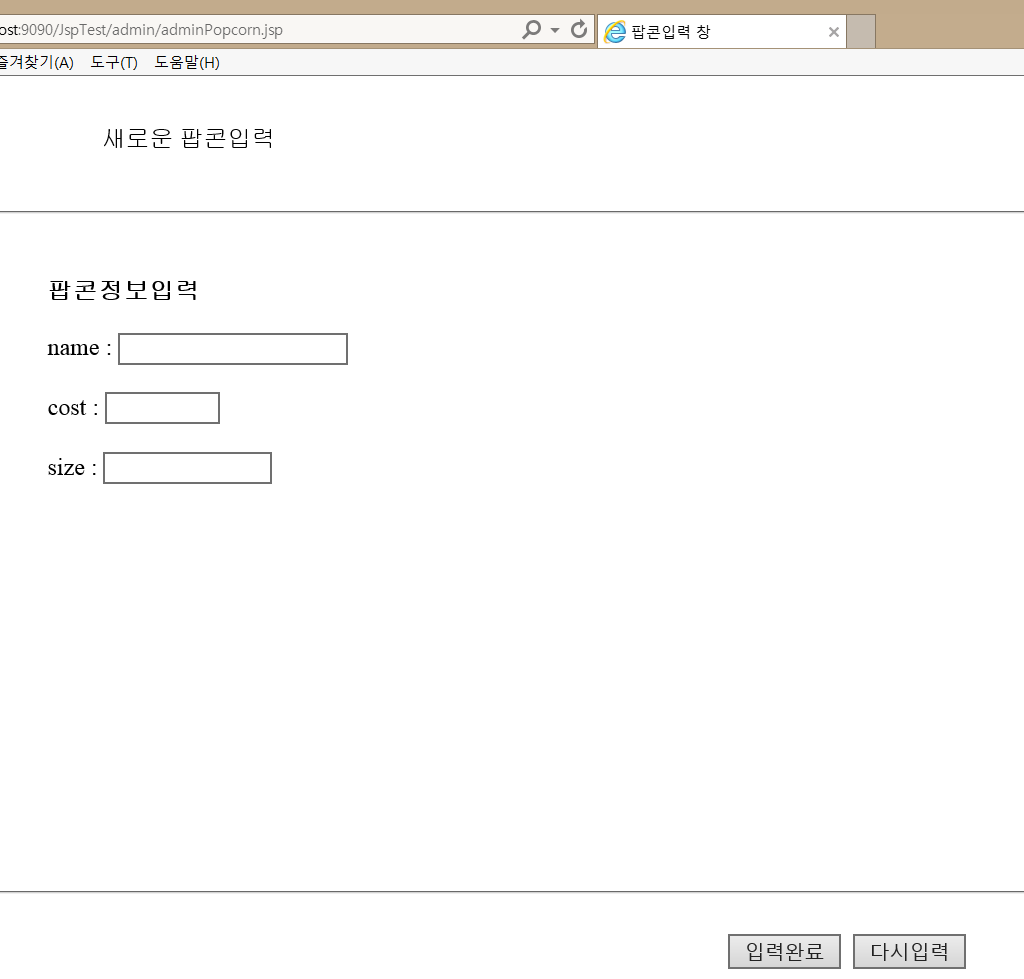 ost:9090/JspTest/admin/adminPopcorn.jsp
팝콘입력 창
즐겨찾기(A) 도구(T) 도움말(H)
새로운 팝콘입력
팝콘정보입력
name :
cost :
size :
입력완료 다시입력